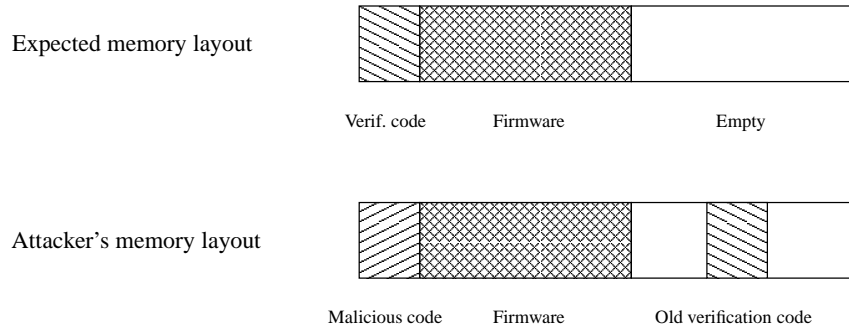 Expected memory layout
Verif. code Firmware Empty
Attacker's memory layout
Malicious code Firmware Old verification code